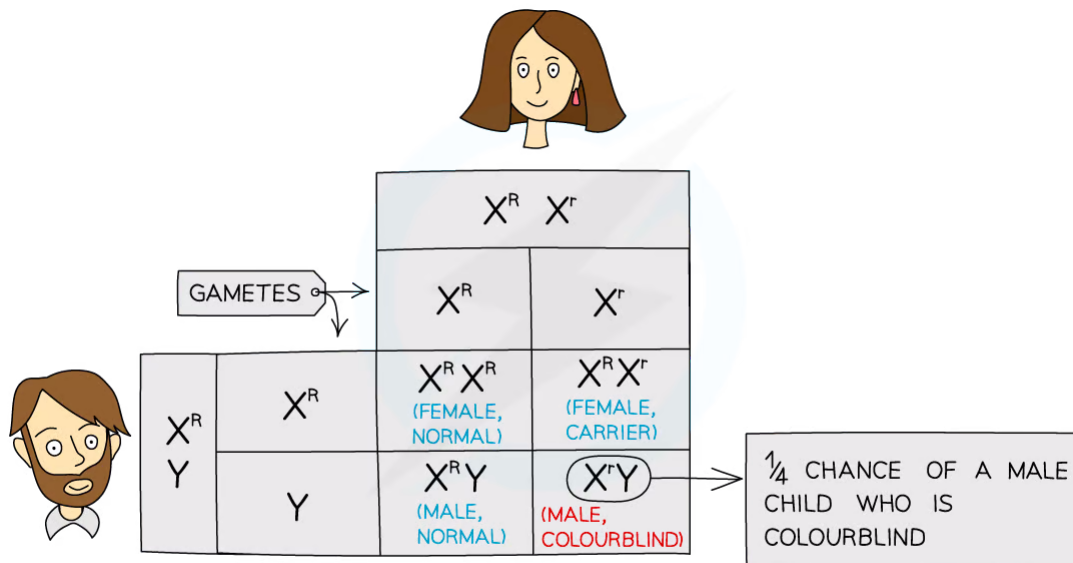 X^R X^r
GAMETES
X^R
X^r
X^R
Y
X^R
X^R X^R
(FEMALE,
NORMAL)
X^R X^r
(FEMALE,
CARRIER)
Y
X^R Y
(MALE,
NORMAL)
X^r Y
(MALE,
COLOURBLIND)
¼ CHANCE OF A MALE
CHILD WHO IS
COLOURBLIND